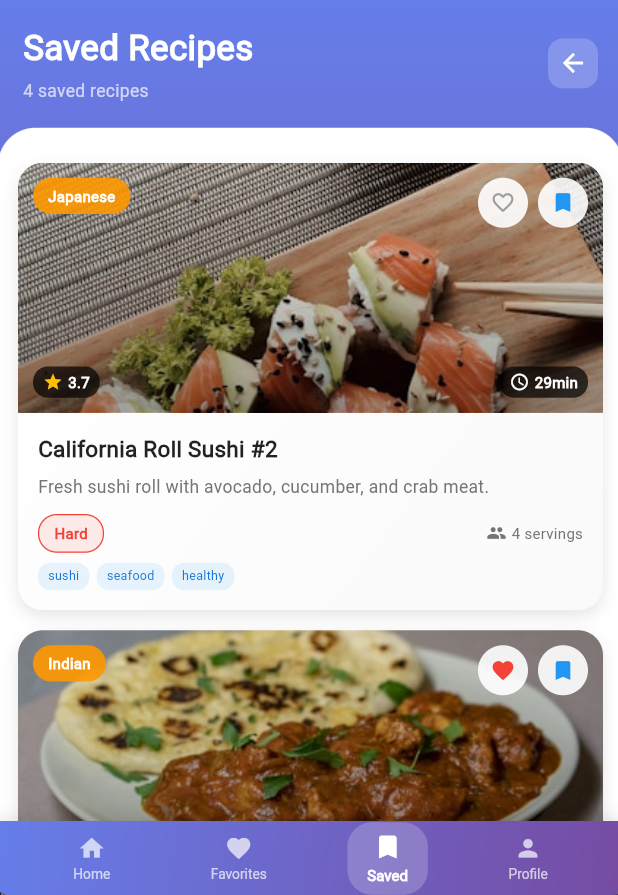 Saved Recipes
4 saved recipes
Japanese
3.7
29min
California Roll Sushi #2
Fresh sushi roll with avocado, cucumber, and crab meat.
Hard
4 servings
sushi seafood healthy
Indian
Home Favorites Saved Profile